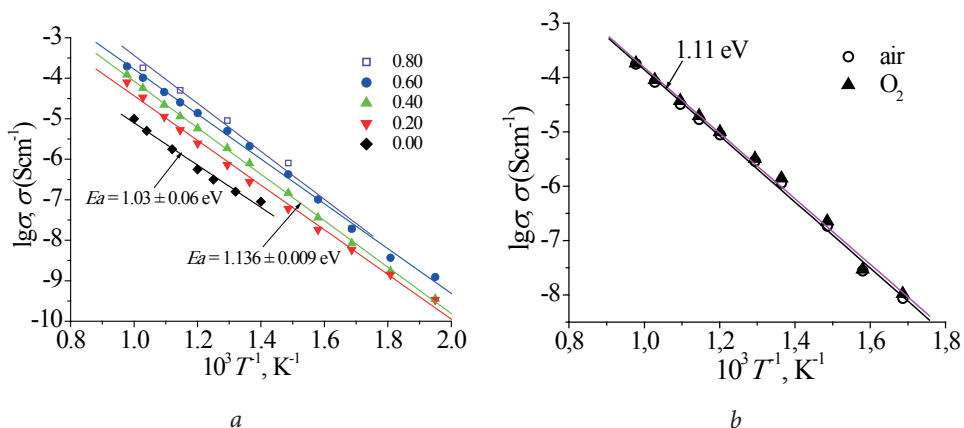 -3
-4
-5
-6
-7
-8
-9
-10
lgσ, σ(Scm⁻¹)
0.80
0.60
0.40
0.20
0.00
Ea = 1.03 ± 0.06 eV
Ea = 1.136 ± 0.009 eV
0.8 1.0 1.2 1.4 1.6 1.8 2.0
10³ T⁻¹, K⁻¹
a
-3
-4
-5
-6
-7
-8
lgσ, σ(Scm⁻¹)
1.11 eV
air
O₂
0,8 1,0 1,2 1,4 1,6 1,8
10³ T⁻¹, K⁻¹
b